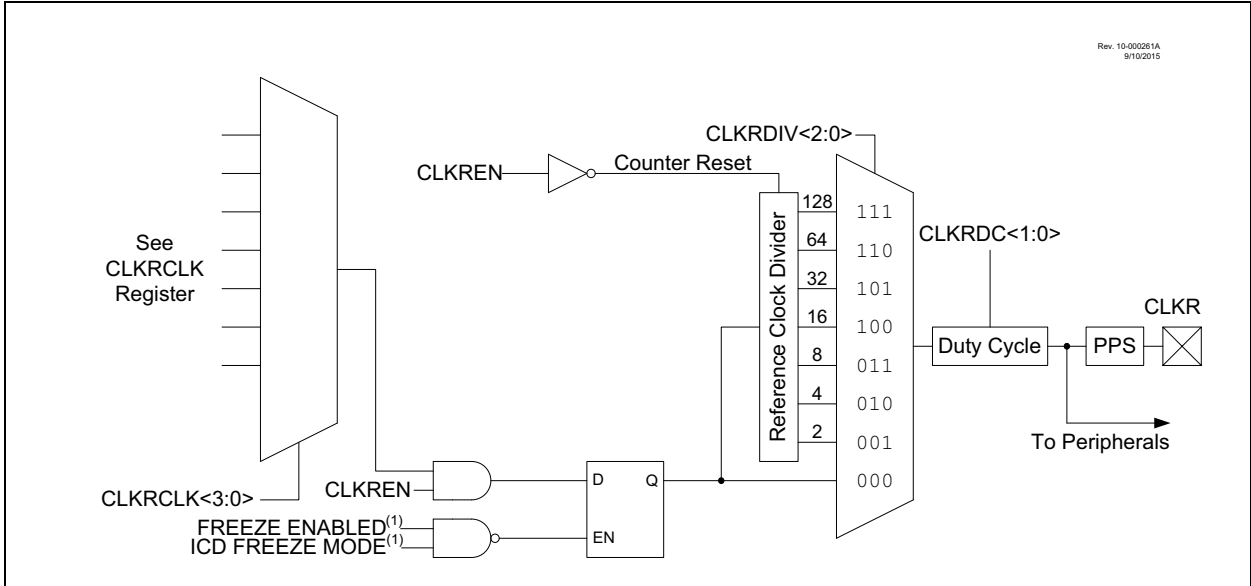 Rev. 10-000261A
9/10/2015
CLKRDIV<2:0>
CLKREN
Counter Reset
See
CLKRCLK
Register
Reference Clock Divider
128
64
32
16
8
4
2
111
110
101
100
011
010
001
000
CLKRDC<1:0>
Duty Cycle
PPS
CLKR
To Peripherals
CLKRCLK<3:0>
CLKREN
FREEZE ENABLED(1)
ICD FREEZE MODE(1)
D
Q
EN